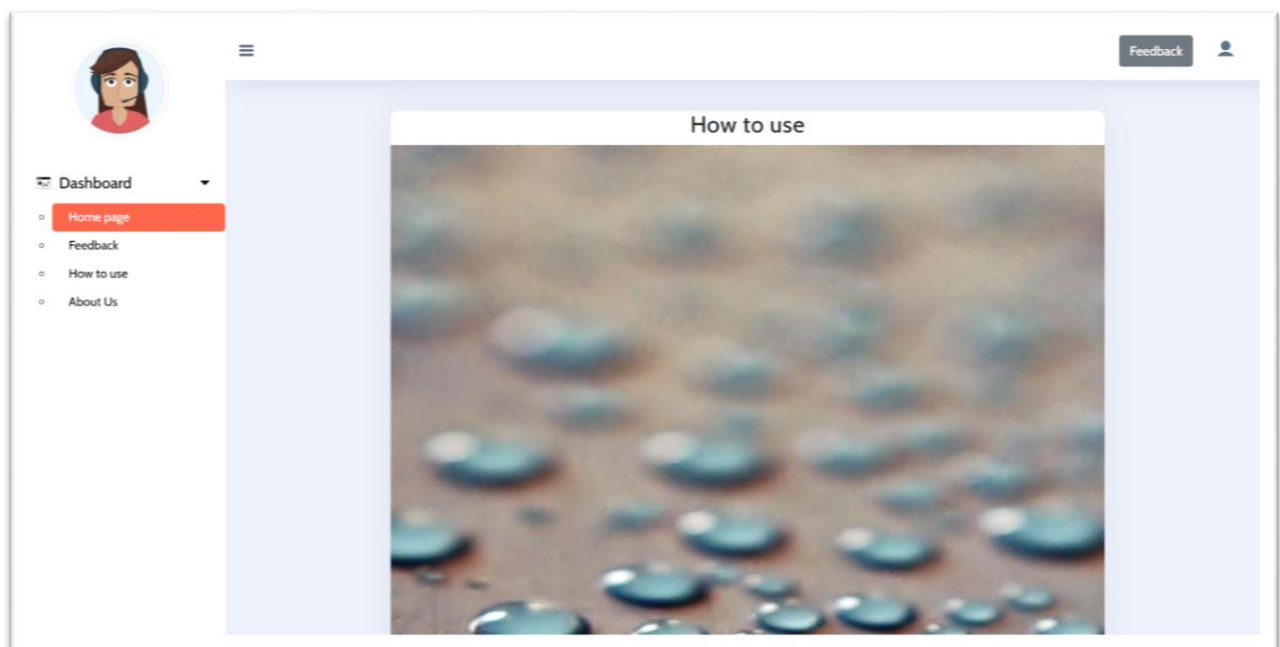 Feedback
How to use
Dashboard
Home page
Feedback
How to use
About Us